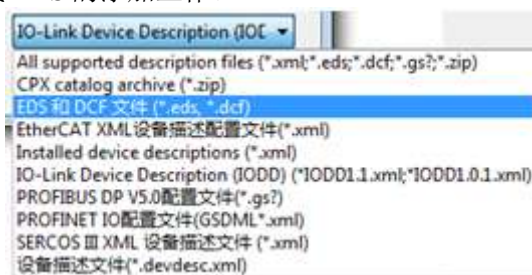 IO-Link Device Description (IOD
All supported description files (*.xml;*.eds;*.dcf;*.gs?;*.zip)
CPX catalog archive (*.zip)
EDS 和 DCF 文件 (*.eds, *.dcf)
EtherCAT XML设备描述配置文件(*.xml)
Installed device descriptions (*.xml)
IO-Link Device Description (IODD) (*IODD1.1.xml;*IODD1.0.1.xml)
PROFIBUS DP V5.0配置文件(*.gs?)
PROFINET IO配置文件(GSDML*.xml)
SERCOS III XML 设备描述文件 (*.xml)
设备描述文件(*.devdesc.xml)